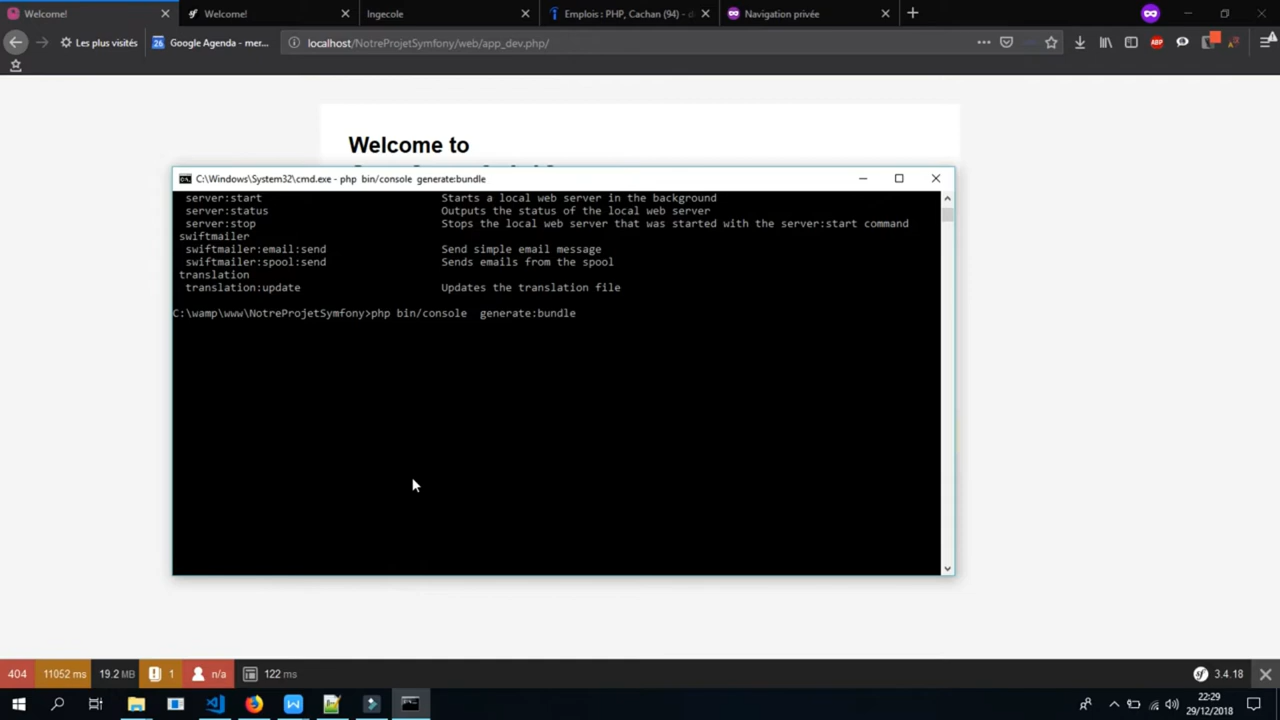 Welcome!
Welcome!
Ingecole
Emplois : PHP, Cachan (94) - d
Navigation privée
Les plus visités
26
Google Agenda - mer...
localhost/NotreProjetSymfony/web/app_dev.php/
ABP
Welcome to
C:\Windows\System32\cmd.exe - php bin/console generate:bundle
server:start Starts a local web server in the background
server:status Outputs the status of the local web server
server:stop Stops the local web server that was started with the server:start command
swiftmailer
swiftmailer:email:send Send simple email message
swiftmailer:spool:send Sends emails from the spool
translation
translation:update Updates the translation file
C:\wamp\www\NotreProjetSymfony>php bin/console  generate:bundle
404 11052 ms 19.2 MB 1 n/a 122 ms sf 3.4.18
22:29
29/12/2018